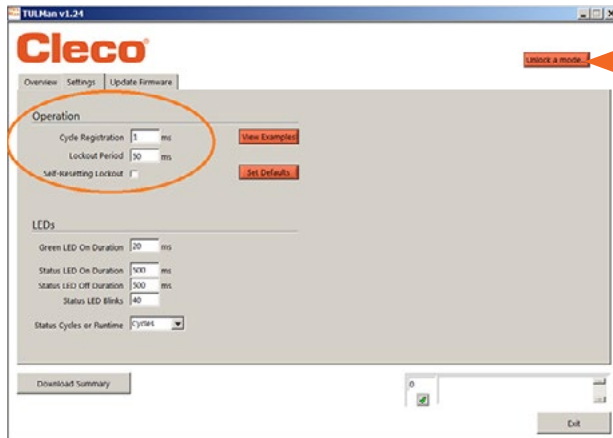 TULMan v1.24
Cleco
Unlock a mode...
Overview Settings Update Firmware
Operation
Cycle Registration 1 ms View Examples
Lockout Period 30 ms
Self-Resetting Lockout Set Defaults
LEDs
Green LED On Duration 20 ms
Status LED On Duration 500 ms
Status LED Off Duration 500 ms
Status LED Blinks 40
Status Cycles or Runtime Cycles
Download Summary
0
Exit